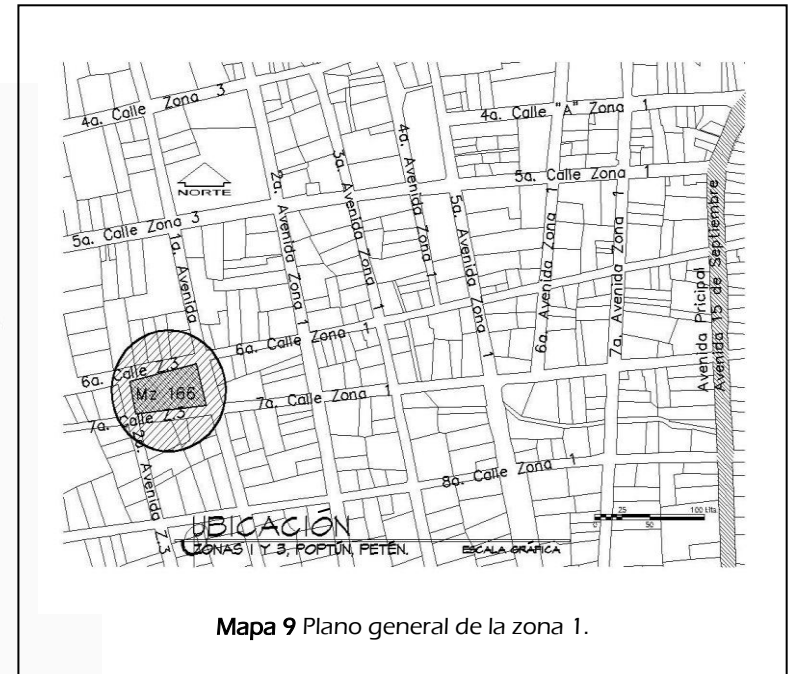 4a. Calle Zona 3
4a. Calle "A" Zona 1
NORTE
2a. Avenida Zona 1
3a. Avenida Zona 1
4a. Avenida Zona 1
5a. Calle Zona 1
5a. Avenida Zona 1
6a. Avenida Zona 1
7a. Avenida Zona 1
Avenida Pricipal
Avenida 15 de Septiembre
5a. Calle Zona 3
1a. Avenida
6a. Calle Zona 1
6a. Calle Z.3
Mz 166
7a. Calle Z.3
7a. Calle Zona 1
2a. Avenida Z.3
8a. Calle Zona 1
25 100 Mts
0 50
UBICACIÓN
ZONAS 1 Y 3, POPTÚN, PETÉN.
ESCALA GRÁFICA
Mapa 9 Plano general de la zona 1.